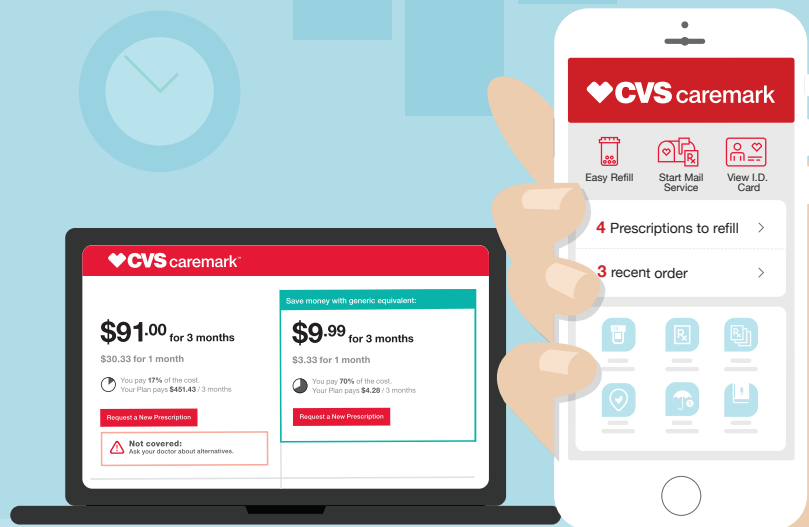 CVS caremark™
$91.00 for 3 months
$30.33 for 1 month
You pay 17% of the cost.
Your Plan pays $451.43 / 3 months
Request a New Prescription
Not covered:
Ask your doctor about alternatives.
Save money with generic equivalent:
$9.99 for 3 months
$3.33 for 1 month
You pay 70% of the cost.
Your Plan pays $4.28 / 3 months
Request a New Prescription
CVS caremark
Easy Refill
Start Mail
Service
View I.D.
Card
4 Prescriptions to refill
3 recent order